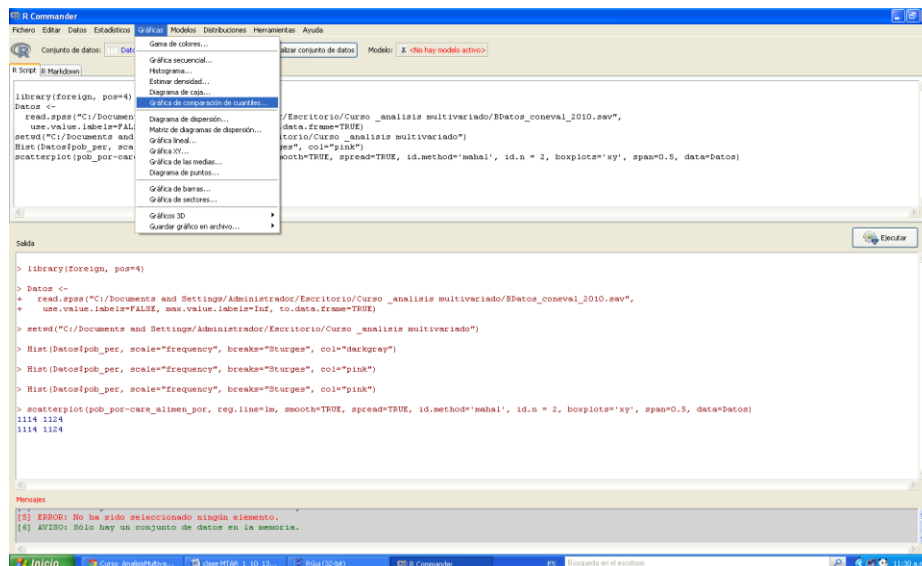 R Commander
Fichero Editar Datos Estadísticos Gráficas Modelos Distribuciones Herramientas Ayuda
Conjunto de datos: Dato
alizar conjunto de datos
Modelo: Σ <No hay modelo activo>
R Script R Markdown
Gama de colores...
Gráfica secuencial...
Histograma...
Estimar densidad...
Diagrama de caja...
Gráfica de comparación de cuantiles...
Diagrama de dispersión...
Matriz de diagramas de dispersión...
Gráfica lineal...
Gráfica XY...
Gráfica de las medias...
Diagrama de puntos...
Gráfica de barras...
Gráfica de sectores...
Gráficos 3D
Guardar gráfico en archivo...
library(foreign, pos=4)
Datos <-
read.spss("C:/Documen /Escritorio/Curso _analisis multivariado/BDatos_coneval_2010.sav",
use.value.labels=FAL .data.frame=TRUE)
setwd("C:/Documents and itorio/Curso _analisis multivariado")
Hist(Datos$pob_per, sca ges", col="pink")
scatterplot(pob_por~car mooth=TRUE, spread=TRUE, id.method='mahal', id.n = 2, boxplots='xy', span=0.5, data=Datos)
Salida
Ejecutar
> library(foreign, pos=4)
> Datos <-
+ read.spss("C:/Documents and Settings/Administrador/Escritorio/Curso _analisis multivariado/BDatos_coneval_2010.sav",
+ use.value.labels=FALSE, max.value.labels=Inf, to.data.frame=TRUE)
> setwd("C:/Documents and Settings/Administrador/Escritorio/Curso _analisis multivariado")
> Hist(Datos$pob_per, scale="frequency", breaks="Sturges", col="darkgray")
> Hist(Datos$pob_per, scale="frequency", breaks="Sturges", col="pink")
> Hist(Datos$pob_per, scale="frequency", breaks="Sturges", col="pink")
> scatterplot(pob_por~care_alimen_por, reg.line=lm, smooth=TRUE, spread=TRUE, id.method='mahal', id.n = 2, boxplots='xy', span=0.5, data=Datos)
1114 1124
1114 1124
Mensajes
[5] ERROR: No ha sido seleccionado ningún elemento.
[6] AVISO: Sólo hay un conjunto de datos en la memoria.
Inicio
Curso_AnalisMultiva...
clase MTAR_1_10_13...
RGui (32-bit)
R Commander
ES
Búsqueda en el escritorio
11:30